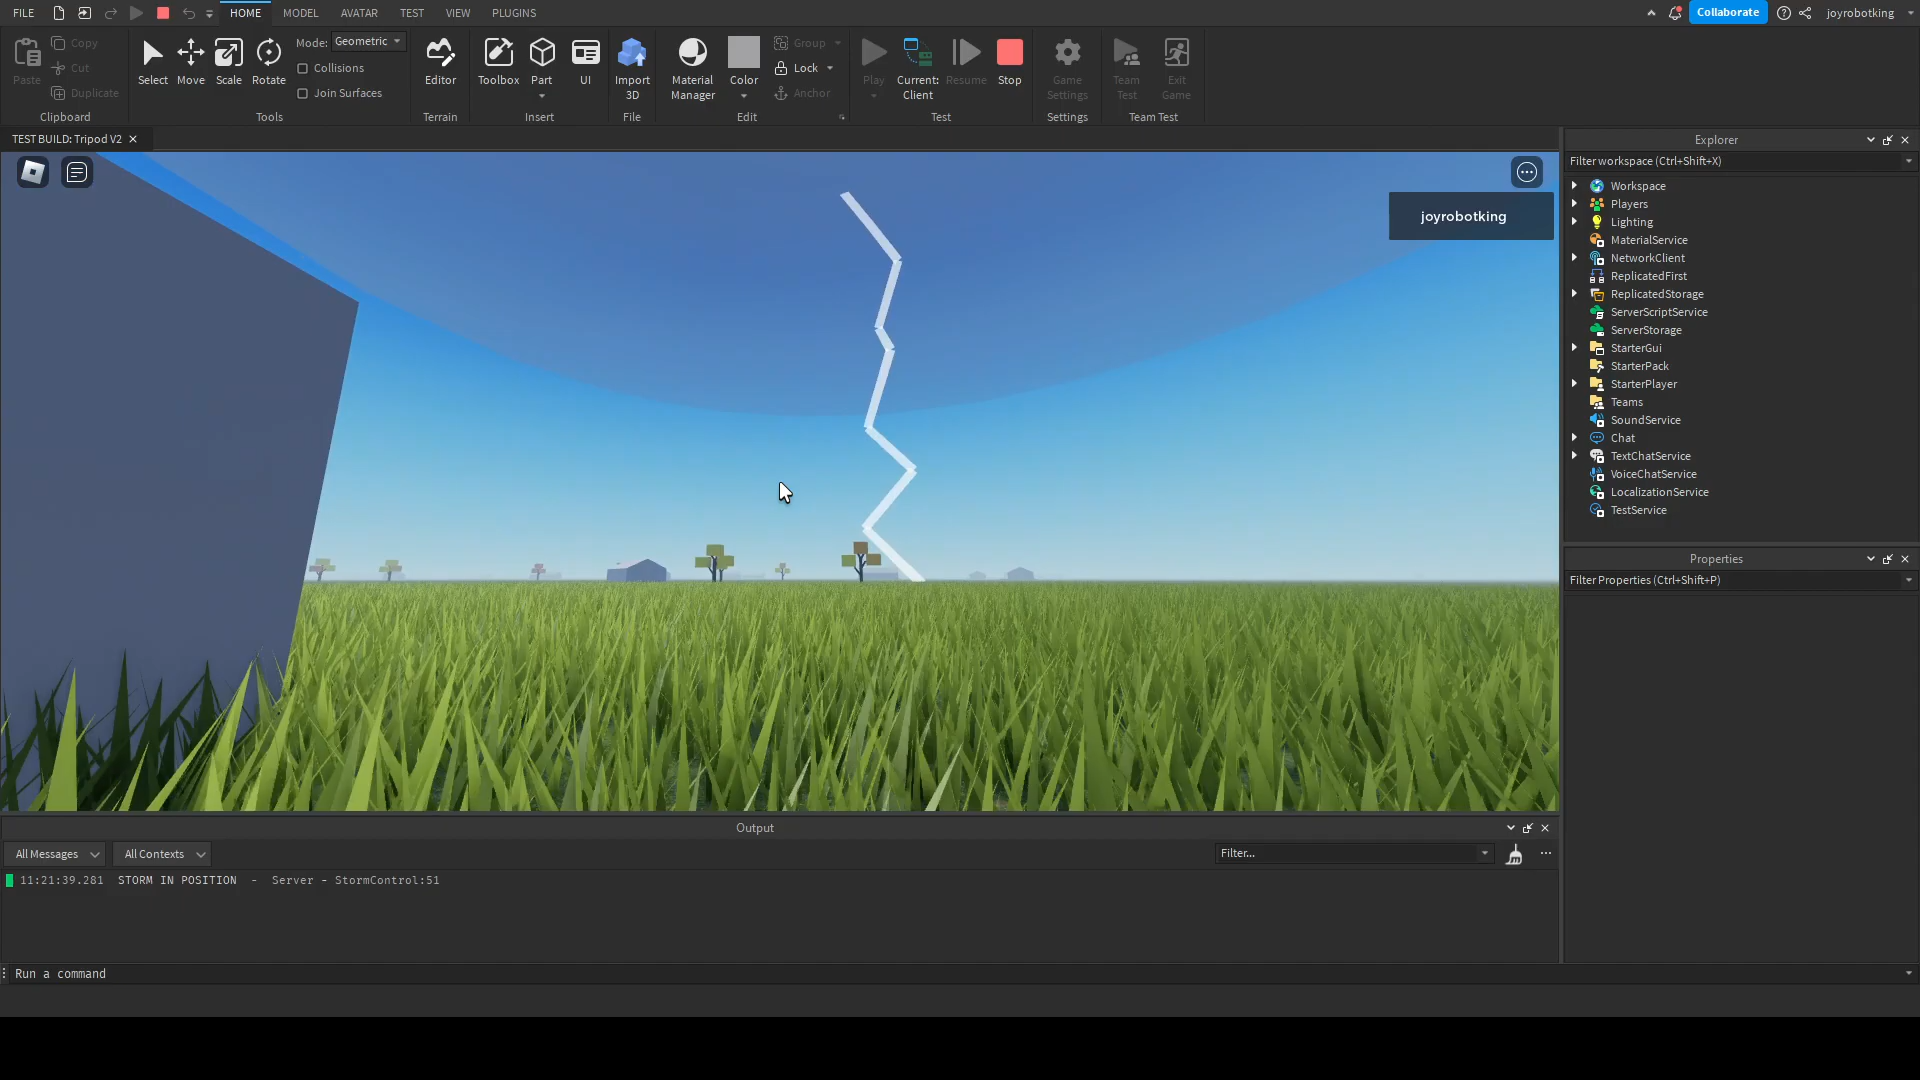 FILE
HOME
MODEL
AVATAR
TEST
VIEW
PLUGINS
Collaborate
joyrobotking
Paste
Copy
Cut
Duplicate
Clipboard
Select
Move
Scale
Rotate
Mode: Geometric
Collisions
Join Surfaces
Tools
Editor
Terrain
Toolbox
Part
UI
Insert
Import
3D
File
Material
Manager
Color
Group
Lock
Anchor
Edit
Play
Current:
Client
Resume
Stop
Test
Game
Settings
Settings
Team
Test
Exit
Game
Team Test
TEST BUILD: Tripod V2
joyrobotking
Explorer
Filter workspace (Ctrl+Shift+X)
Workspace
Players
Lighting
MaterialService
NetworkClient
ReplicatedFirst
ReplicatedStorage
ServerScriptService
ServerStorage
StarterGui
StarterPack
StarterPlayer
Teams
SoundService
Chat
TextChatService
VoiceChatService
LocalizationService
TestService
Properties
Filter Properties (Ctrl+Shift+P)
Output
All Messages
All Contexts
Filter...
11:21:39.281 STORM IN POSITION - Server - StormControl:51
Run a command